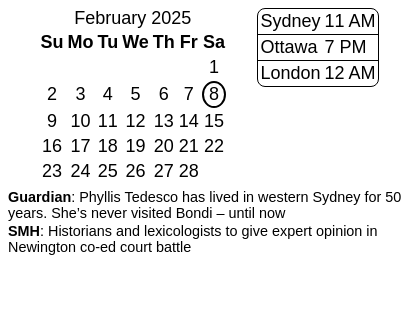 February 2025
Su Mo Tu We Th Fr Sa
1
2 3 4 5 6 7 8
9 10 11 12 13 14 15
16 17 18 19 20 21 22
23 24 25 26 27 28
Sydney 11 AM
Ottawa 7 PM
London 12 AM
Guardian: Phyllis Tedesco has lived in western Sydney for 50
years. She’s never visited Bondi – until now
SMH: Historians and lexicologists to give expert opinion in
Newington co-ed court battle